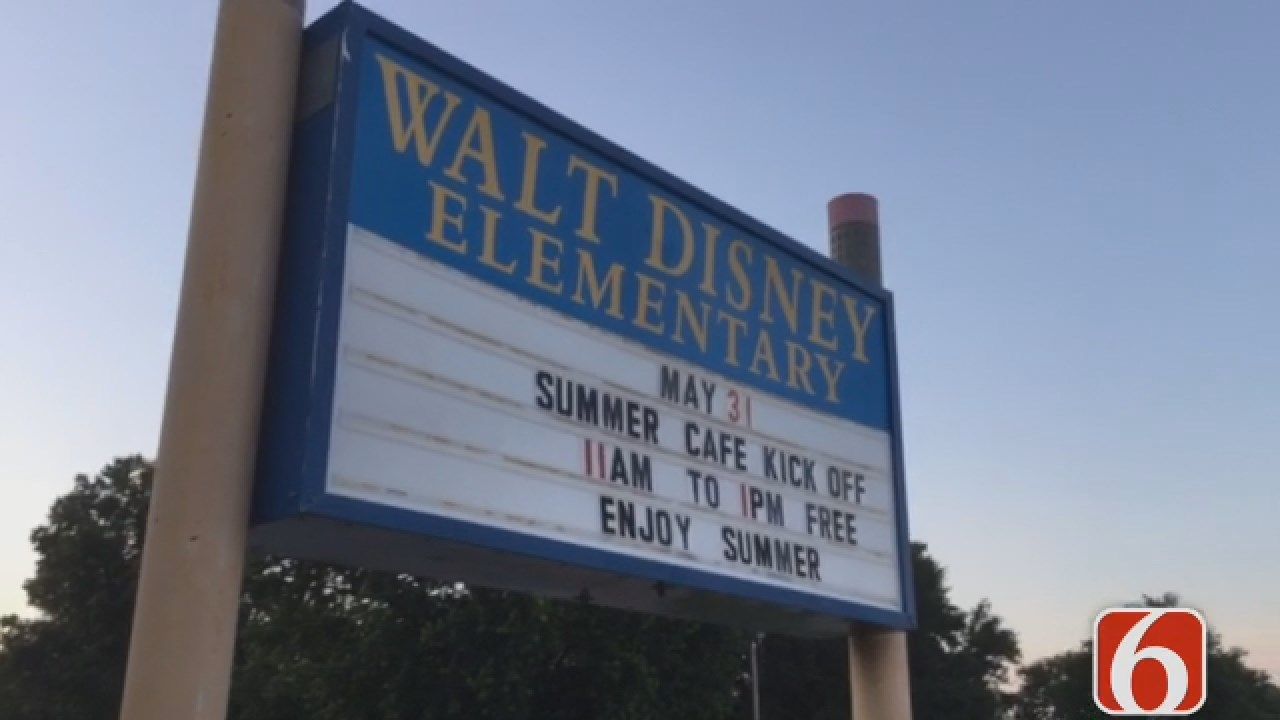 WALT DISNEY
ELEMENTARY
MAY 31
SUMMER CAFE KICK OFF
11AM TO 1PM FREE
ENJOY SUMMER
6